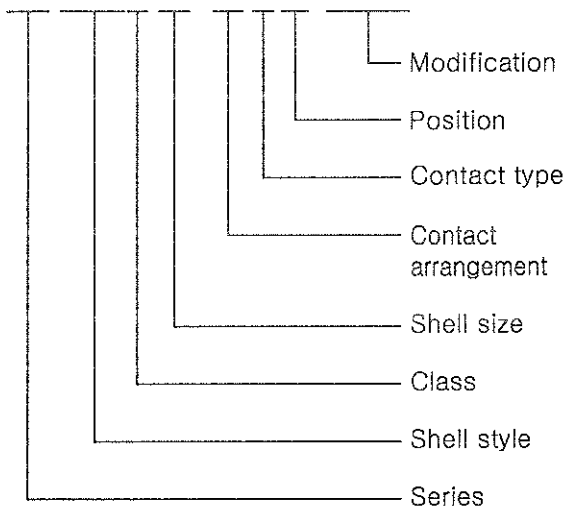 Modification
Position
Contact type
Contact
arrangement
Shell size
Class
Shell style
Series